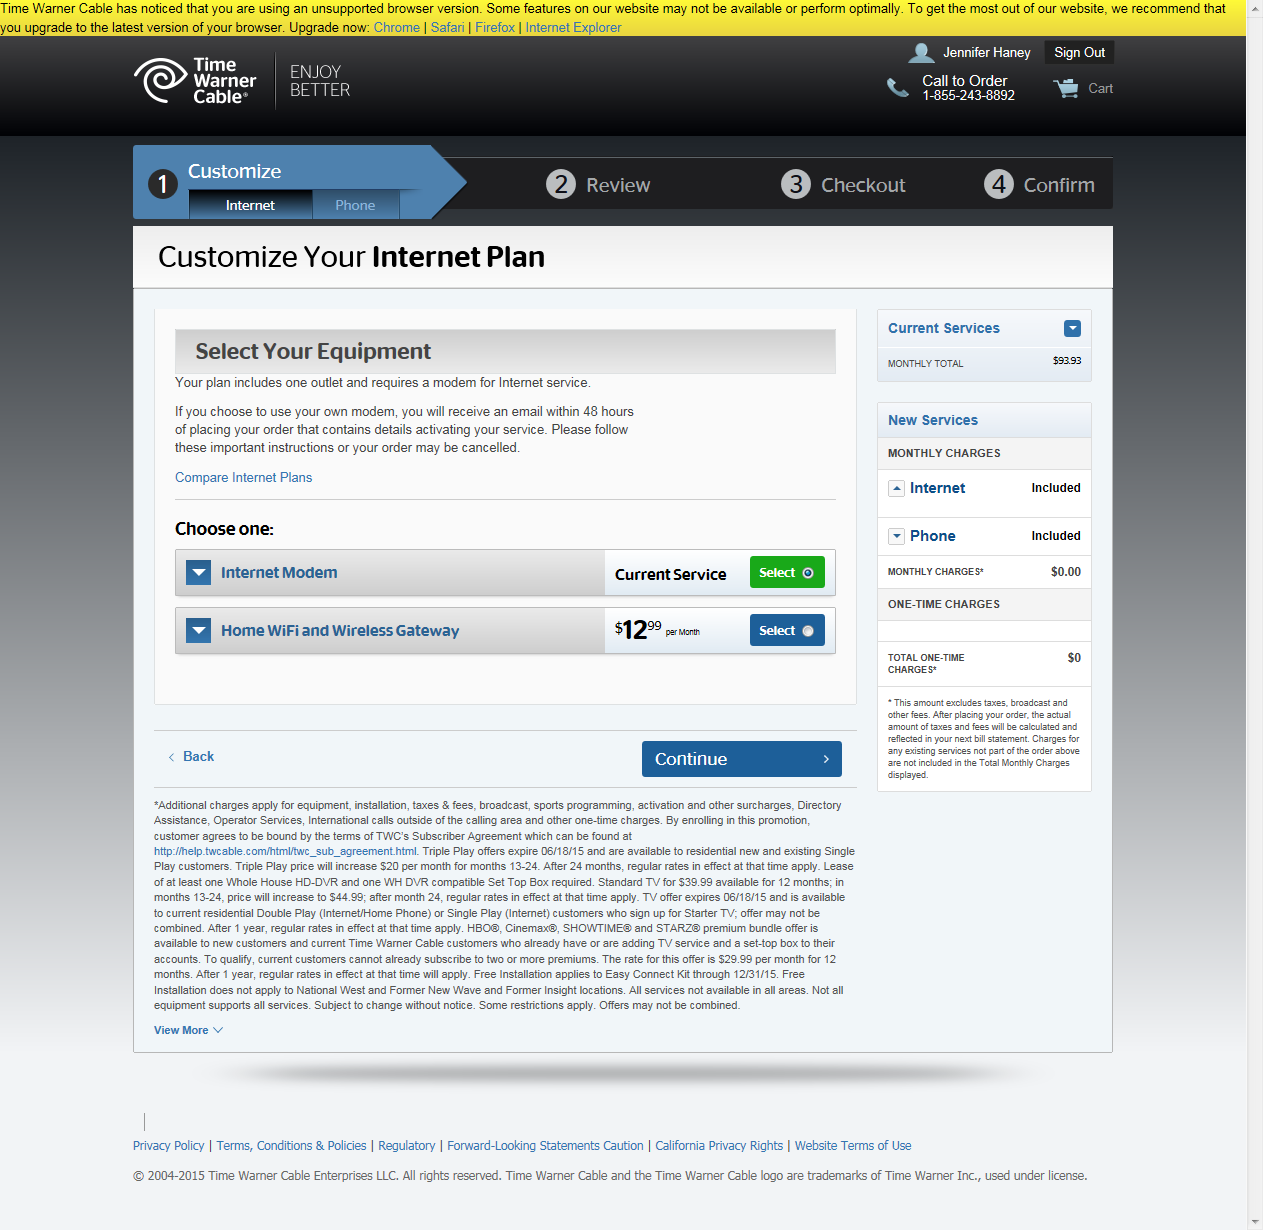 Time Warner Cable has noticed that you are using an unsupported browser version. Some features on our website may not be available or perform optimally. To get the most out of our website, we recommend that
you upgrade to the latest version of your browser. Upgrade now: Chrome | Safari | Firefox | Internet Explorer
Jennifer Haney
Sign Out
Time
Warner
Cable®
ENJOY
BETTER
Call to Order
1-855-243-8892
Cart
1
Customize
Internet
Phone
2 Review
3 Checkout
4 Confirm
Customize Your Internet Plan
Select Your Equipment
Your plan includes one outlet and requires a modem for Internet service.
If you choose to use your own modem, you will receive an email within 48 hours
of placing your order that contains details activating your service. Please follow
these important instructions or your order may be cancelled.
Compare Internet Plans
Choose one:
Internet Modem
Current Service
Select
Home WiFi and Wireless Gateway
$12 99 per Month
Select
< Back
Continue >
*Additional charges apply for equipment, installation, taxes & fees, broadcast, sports programming, activation and other surcharges, Directory
Assistance, Operator Services, International calls outside of the calling area and other one-time charges. By enrolling in this promotion,
customer agrees to be bound by the terms of TWC's Subscriber Agreement which can be found at
http://help.twcable.com/html/twc_sub_agreement.html. Triple Play offers expire 06/18/15 and are available to residential new and existing Single
Play customers. Triple Play price will increase $20 per month for months 13-24. After 24 months, regular rates in effect at that time apply. Lease
of at least one Whole House HD-DVR and one WH DVR compatible Set Top Box required. Standard TV for $39.99 available for 12 months; in
months 13-24, price will increase to $44.99; after month 24, regular rates in effect at that time apply. TV offer expires 06/18/15 and is available
to current residential Double Play (Internet/Home Phone) or Single Play (Internet) customers who sign up for Starter TV; offer may not be
combined. After 1 year, regular rates in effect at that time apply. HBO®, Cinemax®, SHOWTIME® and STARZ® premium bundle offer is
available to new customers and current Time Warner Cable customers who already have or are adding TV service and a set-top box to their
accounts. To qualify, current customers cannot already subscribe to two or more premiums. The rate for this offer is $29.99 per month for 12
months. After 1 year, regular rates in effect at that time will apply. Free Installation applies to Easy Connect Kit through 12/31/15. Free
Installation does not apply to National West and Former New Wave and Former Insight locations. All services not available in all areas. Not all
equipment supports all services. Subject to change without notice. Some restrictions apply. Offers may not be combined.
View More
Current Services
MONTHLY TOTAL $93.93
New Services
MONTHLY CHARGES
Internet Included
Phone Included
MONTHLY CHARGES* $0.00
ONE-TIME CHARGES
TOTAL ONE-TIME $0
CHARGES*
* This amount excludes taxes, broadcast and
other fees. After placing your order, the actual
amount of taxes and fees will be calculated and
reflected in your next bill statement. Charges for
any existing services not part of the order above
are not included in the Total Monthly Charges
displayed.
Privacy Policy | Terms, Conditions & Policies | Regulatory | Forward-Looking Statements Caution | California Privacy Rights | Website Terms of Use
© 2004-2015 Time Warner Cable Enterprises LLC. All rights reserved. Time Warner Cable and the Time Warner Cable logo are trademarks of Time Warner Inc., used under license.